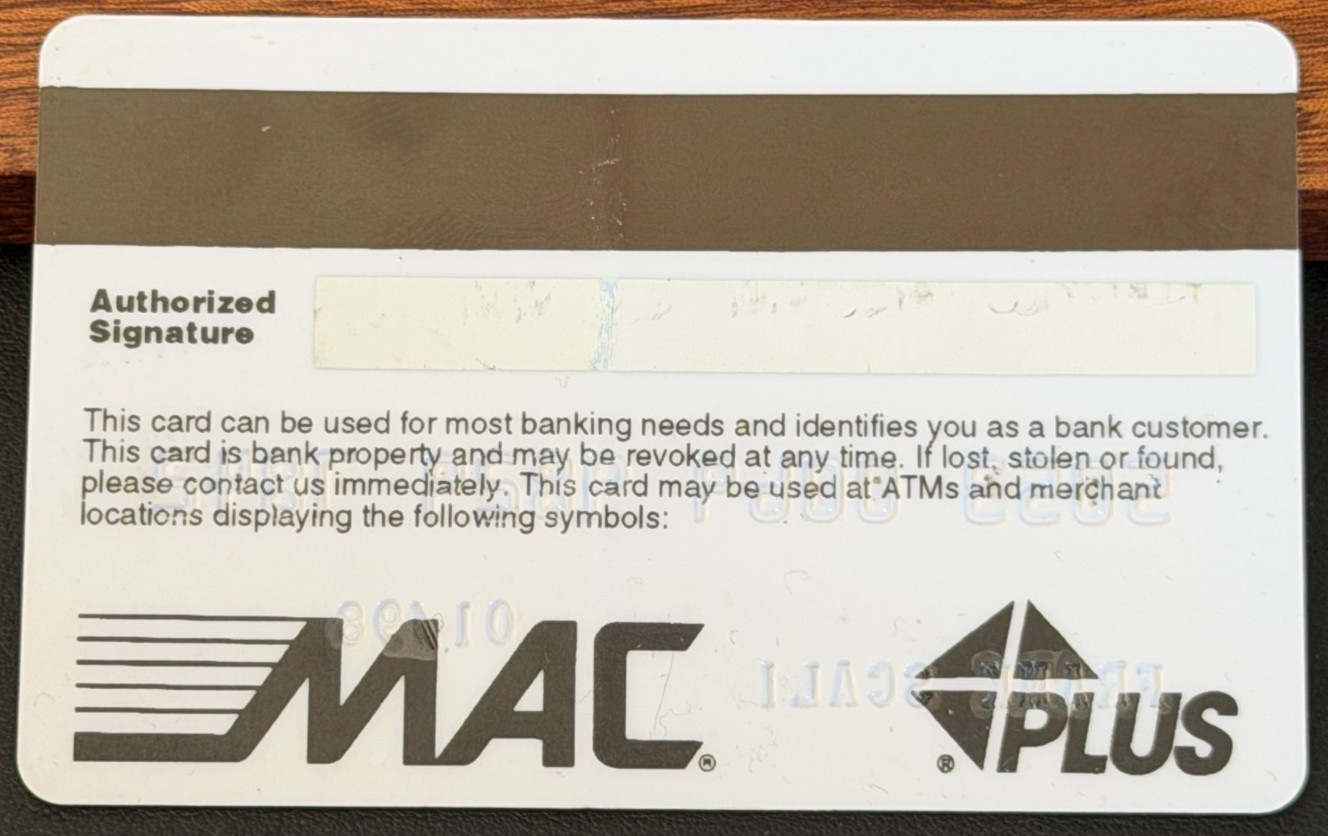 Authorized
Signature
This card can be used for most banking needs and identifies you as a bank customer.
This card is bank property and may be revoked at any time. If lost, stolen or found,
please contact us immediately. This card may be used at ATMs and merchant
locations displaying the following symbols:
01/98
MAC®
®PLUS